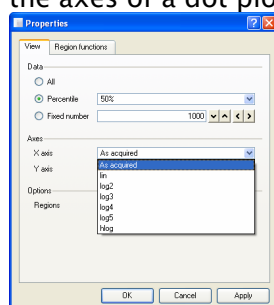 the axes of a dot plo
Properties
View Region functions
Data
All
Percentile 50%
Fixed number 1000
Axes
X axis As acquired
As acquired
Y axis
lin
log2
Options
log3
Regions
log4
log5
Hlog
OK Cancel Apply